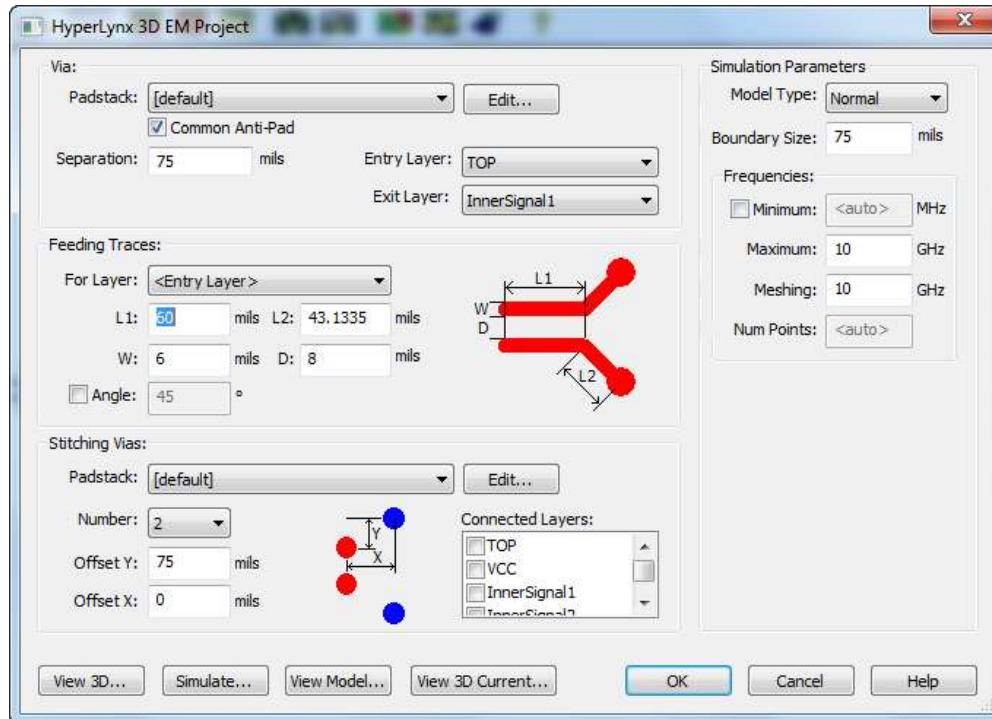 HyperLynx 3D EM Project
Via:
Padstack: [default] Edit...
Common Anti-Pad
Separation: 75 mils Entry Layer: TOP
Exit Layer: InnerSignal1
Feeding Traces:
For Layer: <Entry Layer>
L1: 60 mils L2: 43.1335 mils
W: 6 mils D: 8 mils
Angle: 45 °
L1
W
D
L2
Stitching Vias:
Padstack: [default] Edit...
Number: 2
Offset Y: 75 mils
Offset X: 0 mils
Y
X
Connected Layers:
TOP
VCC
InnerSignal1
InnerSignal2
Simulation Parameters
Model Type: Normal
Boundary Size: 75 mils
Frequencies:
Minimum: <auto> MHz
Maximum: 10 GHz
Meshing: 10 GHz
Num Points: <auto>
View 3D... Simulate... View Model... View 3D Current... OK Cancel Help